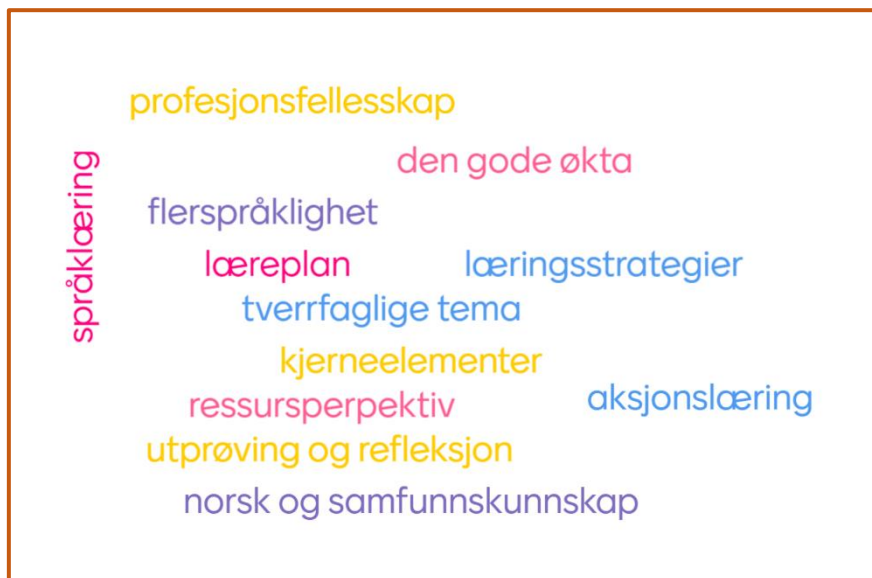 profesjonsfellesskap
den gode økta
språklæring
flerspråklighet
læreplan
læringsstrategier
tverrfaglige tema
kjerneelementer
ressursperpektiv
aksjonslæring
utprøving og refleksjon
norsk og samfunnskunnskap